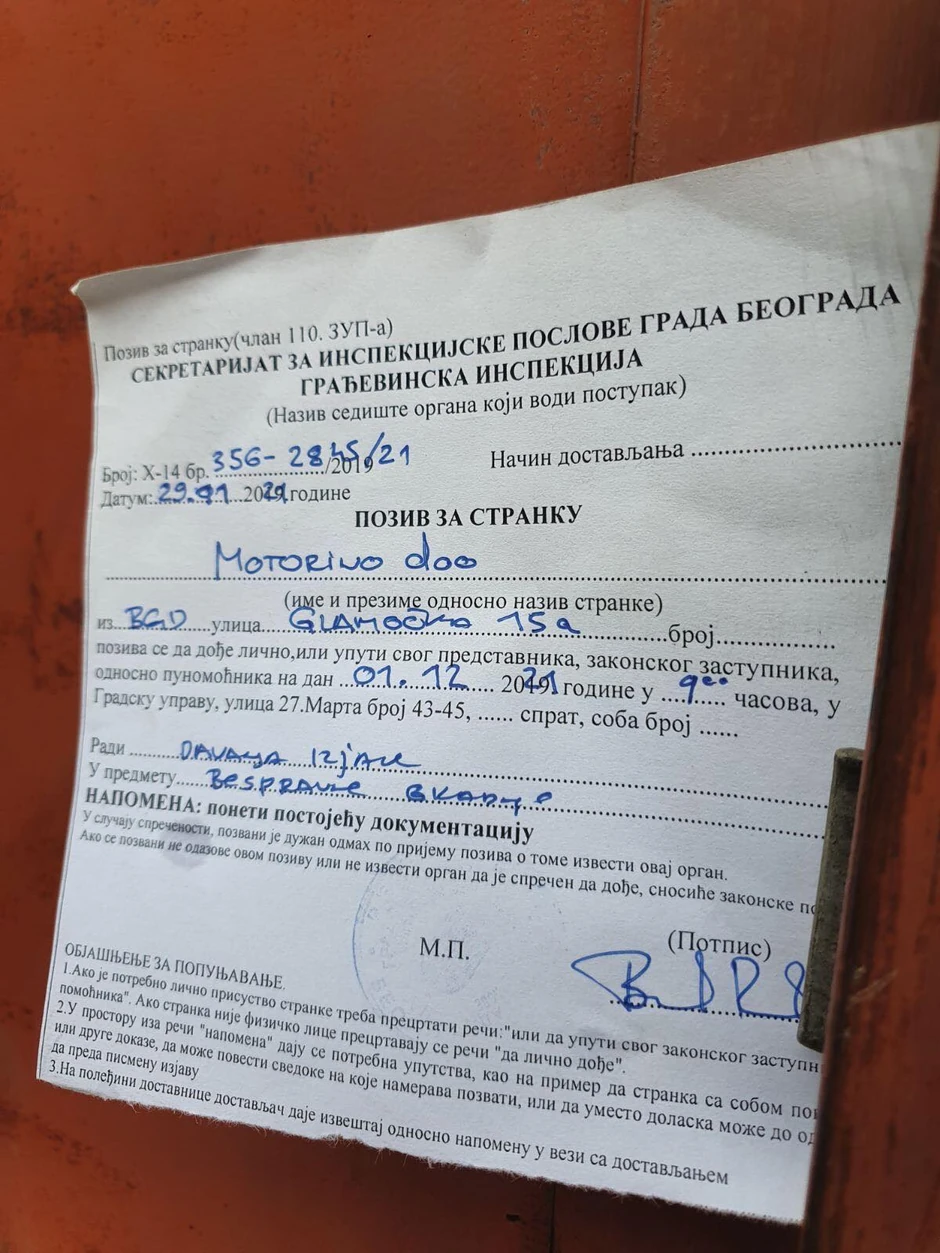 Позив за странку(члан 110. ЗУП-а)
СЕКРЕТАРИЈАТ ЗА ИНСПЕКЦИЈСКЕ ПОСЛОВЕ ГРАДА БЕОГРАДА
ГРАЂЕВИНСКА ИНСПЕКЦИЈА
(Назив седиште органа који води поступак)
Број: X-14 бр. 356-2845/21 /2019 Начин достављања
Датум: 29.11.2021 године
ПОЗИВ ЗА СТРАНКУ
MOTORINO doo
(име и презиме односно назив странке)
из BGD улица GLAMOČKA 15a број
позива се да дође лично,или упути свог представника, законског заступника,
односно пуномоћника на дан 01.12 2021 године у 9ºº часова, у
Градску управу, улица 27.Марта број 43-45, ...... спрат, соба број ......
Ради DAVANJA IZJAVE
У предмету BESPRAVNE GRADNJE
НАПОМЕНА: понети постојећу документацију
У случају спречености, позвани је дужан одмах по пријему позива о томе извести овај орган.
Ако се позвани не одазове овом позиву или не извести орган да је спречен да дође, сносиће законске
М.П. (Потпис)
ОБЈАШЊЕЊЕ ЗА ПОПУЊАВАЊЕ.
1.Ако је потребно лично присуство странке треба прецртати речи:"или да упути свог законског заступн
помоћника". Ако странка није физичко лице прецртавају се речи "да лично дође".
2.У простору иза речи "напомена" дају се потребна упутства, као на пример да странка са собом
или друге доказе, да може повести сведоке на које намерава позвати, или да уместо доласка може до
да преда писмену изјаву
3.На полеђини доставнице достављач даје извештај односно напомену у вези са достављањем